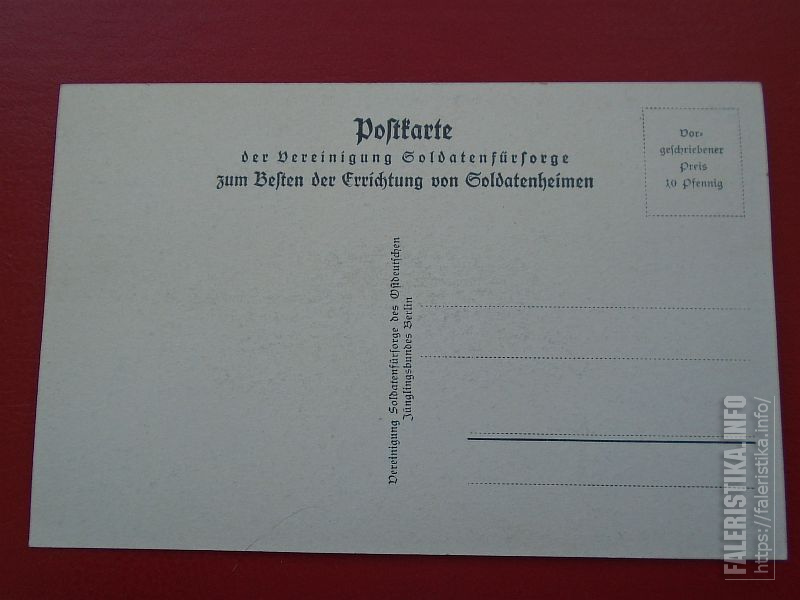 Postkarte
der Vereinigung Soldatenfürsorge
zum Besten der Errichtung von Soldatenheimen
Vor-
geschriebener
Preis
10 Pfennig
Vereinigung Soldatenfürsorge des Ostdeutschen
Jünglingsbundes Berlin
FALERISTIKA.INFO
https://faleristika.info/